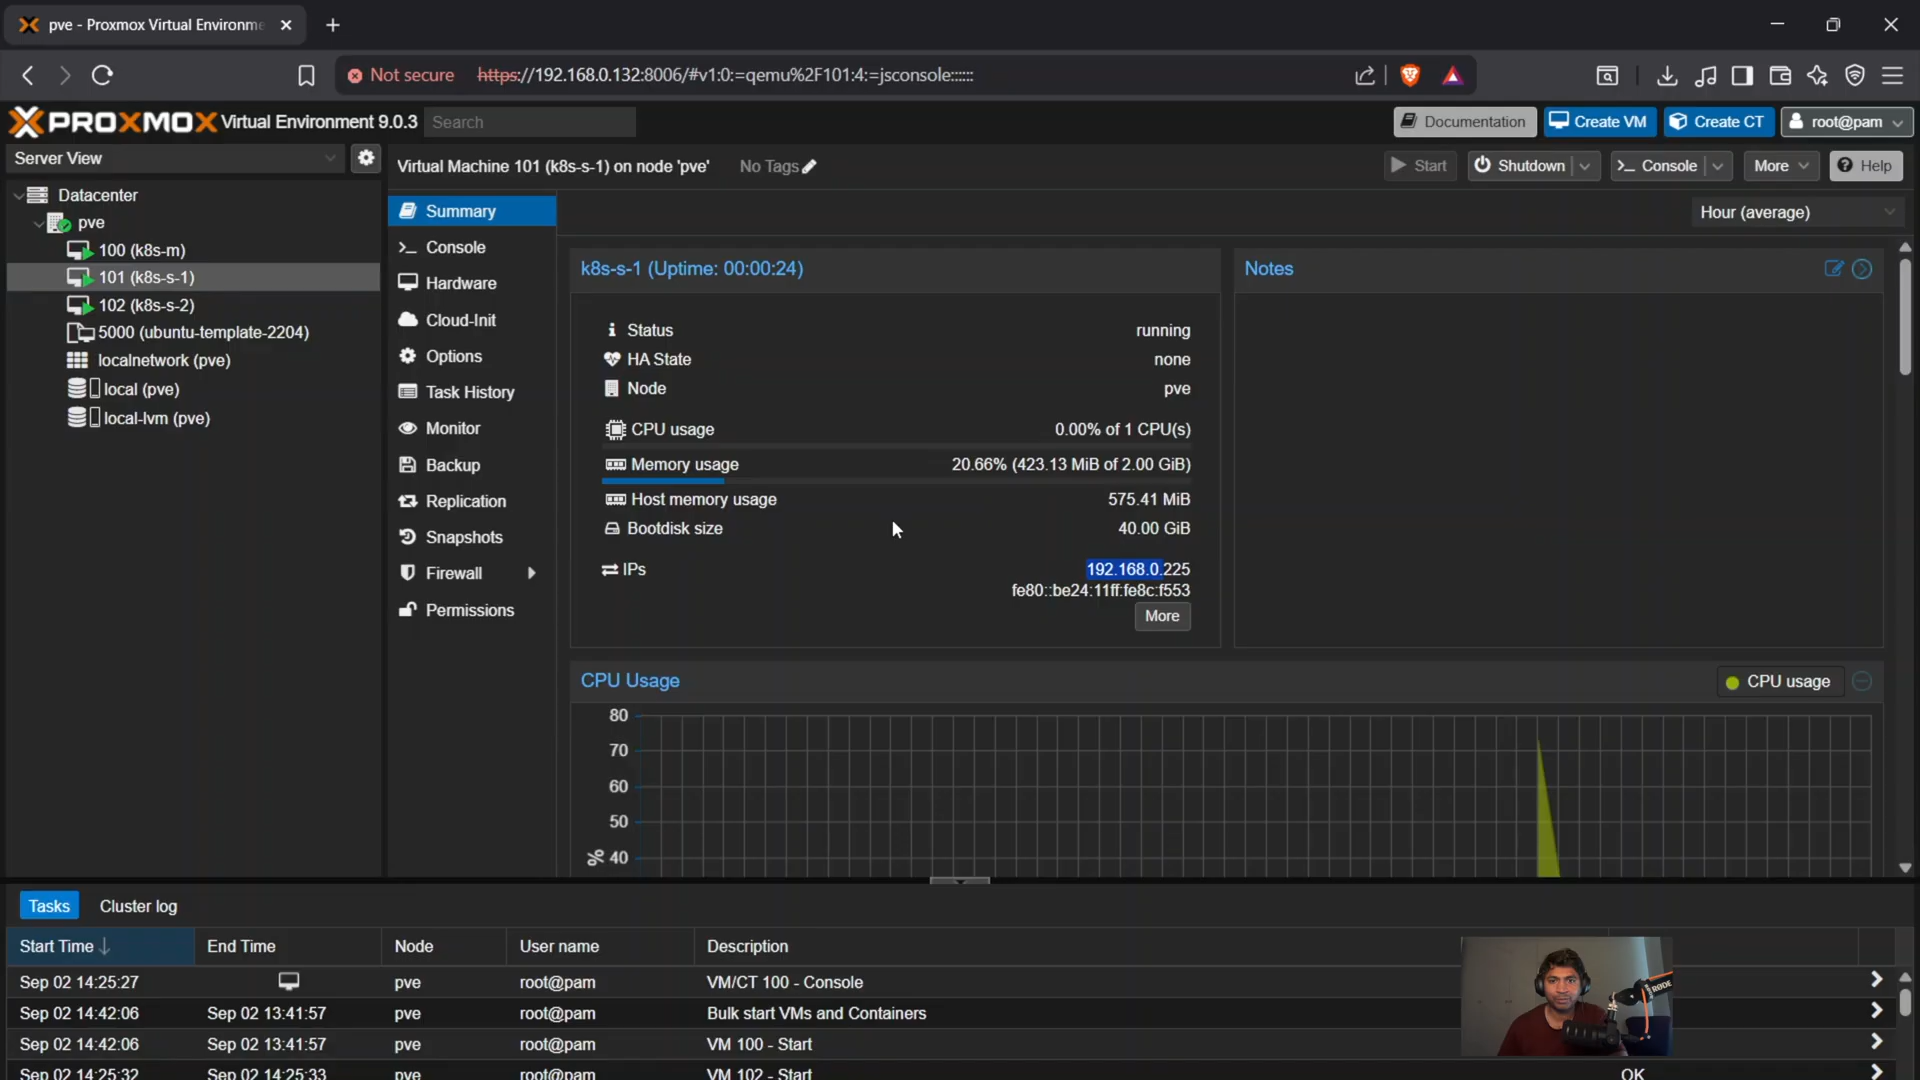 pve - Proxmox Virtual Environme
Not secure https://192.168.0.132:8006/#v1:0:=qemu%2F101:4:=jsconsole::::::
PROXMOX Virtual Environment 9.0.3 Search Documentation Create VM Create CT root@pam
Server View
Virtual Machine 101 (k8s-s-1) on node 'pve' No Tags Start Shutdown Console More Help
Datacenter
pve
100 (k8s-m)
101 (k8s-s-1)
102 (k8s-s-2)
5000 (ubuntu-template-2204)
localnetwork (pve)
local (pve)
local-lvm (pve)
Summary
Console
Hardware
Cloud-Init
Options
Task History
Monitor
Backup
Replication
Snapshots
Firewall
Permissions
Hour (average)
k8s-s-1 (Uptime: 00:00:24)
Status running
HA State none
Node pve
CPU usage 0.00% of 1 CPU(s)
Memory usage 20.66% (423.13 MiB of 2.00 GiB)
Host memory usage 575.41 MiB
Bootdisk size 40.00 GiB
IPs 192.168.0.225
fe80::be24:11ff:fe8c:f553
More
Notes
CPU Usage CPU usage
80
70
60
50
% 40
Tasks Cluster log
Start Time End Time Node User name Description
Sep 02 14:25:27 pve root@pam VM/CT 100 - Console
Sep 02 14:42:06 Sep 02 13:41:57 pve root@pam Bulk start VMs and Containers
Sep 02 14:42:06 Sep 02 13:41:57 pve root@pam VM 100 - Start
Sep 02 14:25:32 Sep 02 14:25:33 pve root@pam VM 102 - Start OK
RODE